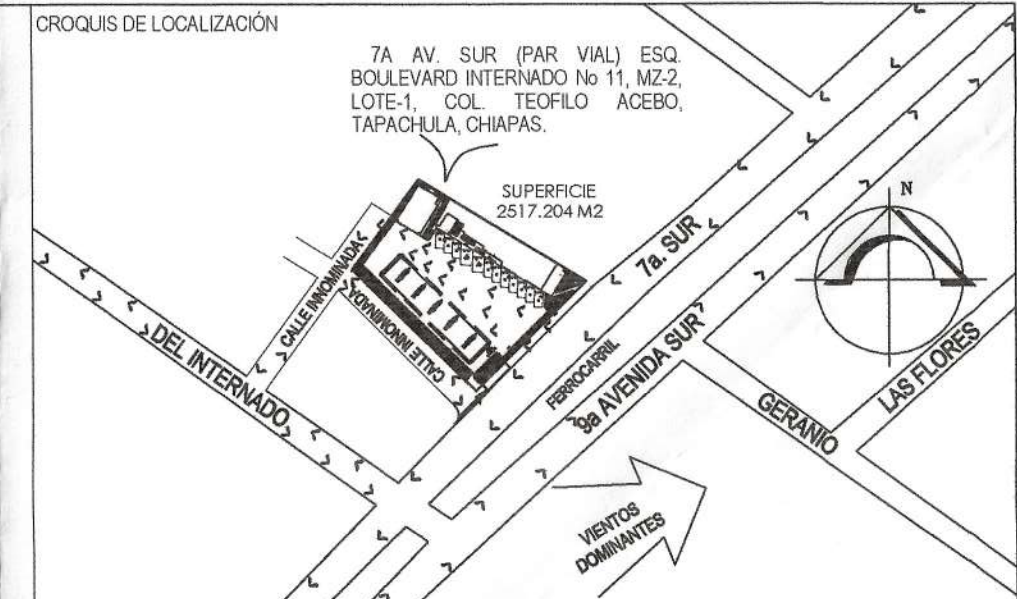 CROQUIS DE LOCALIZACIÓN
7A AV. SUR (PAR VIAL) ESQ.
BOULEVARD INTERNADO No 11, MZ-2,
LOTE-1, COL. TEOFILO ACEBO,
TAPACHULA, CHIAPAS.
SUPERFICIE
2517.204 M2
N
7a. SUR
CALLE INNOMINADA
CALLE INNOMINADA
DEL INTERNADO
FERROCARRIL
9a AVENIDA SUR
GERANIO
LAS FLORES
VIENTOS
DOMINANTES